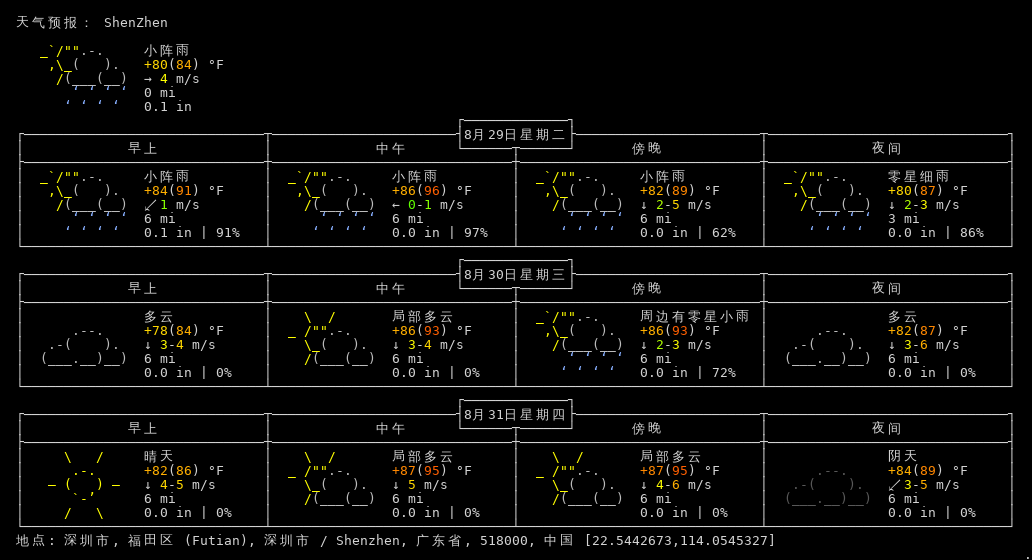 天气预报： ShenZhen
小阵雨
+80(84) °F
→ 4 m/s
0 mi
0.1 in
8月29日星期二
早上 中午 傍晚 夜间
小阵雨 小阵雨 小阵雨 零星细雨
+84(91) °F +86(96) °F +82(89) °F +80(87) °F
↙ 1 m/s ← 0-1 m/s ↓ 2-5 m/s ↓ 2-3 m/s
6 mi 6 mi 6 mi 3 mi
0.1 in | 91% 0.0 in | 97% 0.0 in | 62% 0.0 in | 86%
8月30日星期三
早上 中午 傍晚 夜间
多云 局部多云 周边有零星小雨 多云
+78(84) °F +86(93) °F +86(93) °F +82(87) °F
↓ 3-4 m/s ↓ 3-4 m/s ↓ 2-3 m/s ↓ 3-6 m/s
6 mi 6 mi 6 mi 6 mi
0.0 in | 0% 0.0 in | 0% 0.0 in | 72% 0.0 in | 0%
8月31日星期四
早上 中午 傍晚 夜间
晴天 局部多云 局部多云 阴天
+82(86) °F +87(95) °F +87(95) °F +84(89) °F
↓ 4-5 m/s ↓ 5 m/s ↓ 4-6 m/s ↙ 3-5 m/s
6 mi 6 mi 6 mi 6 mi
0.0 in | 0% 0.0 in | 0% 0.0 in | 0% 0.0 in | 0%
地点: 深圳市, 福田区 (Futian), 深圳市 / Shenzhen, 广东省, 518000, 中国 [22.5442673,114.0545327]